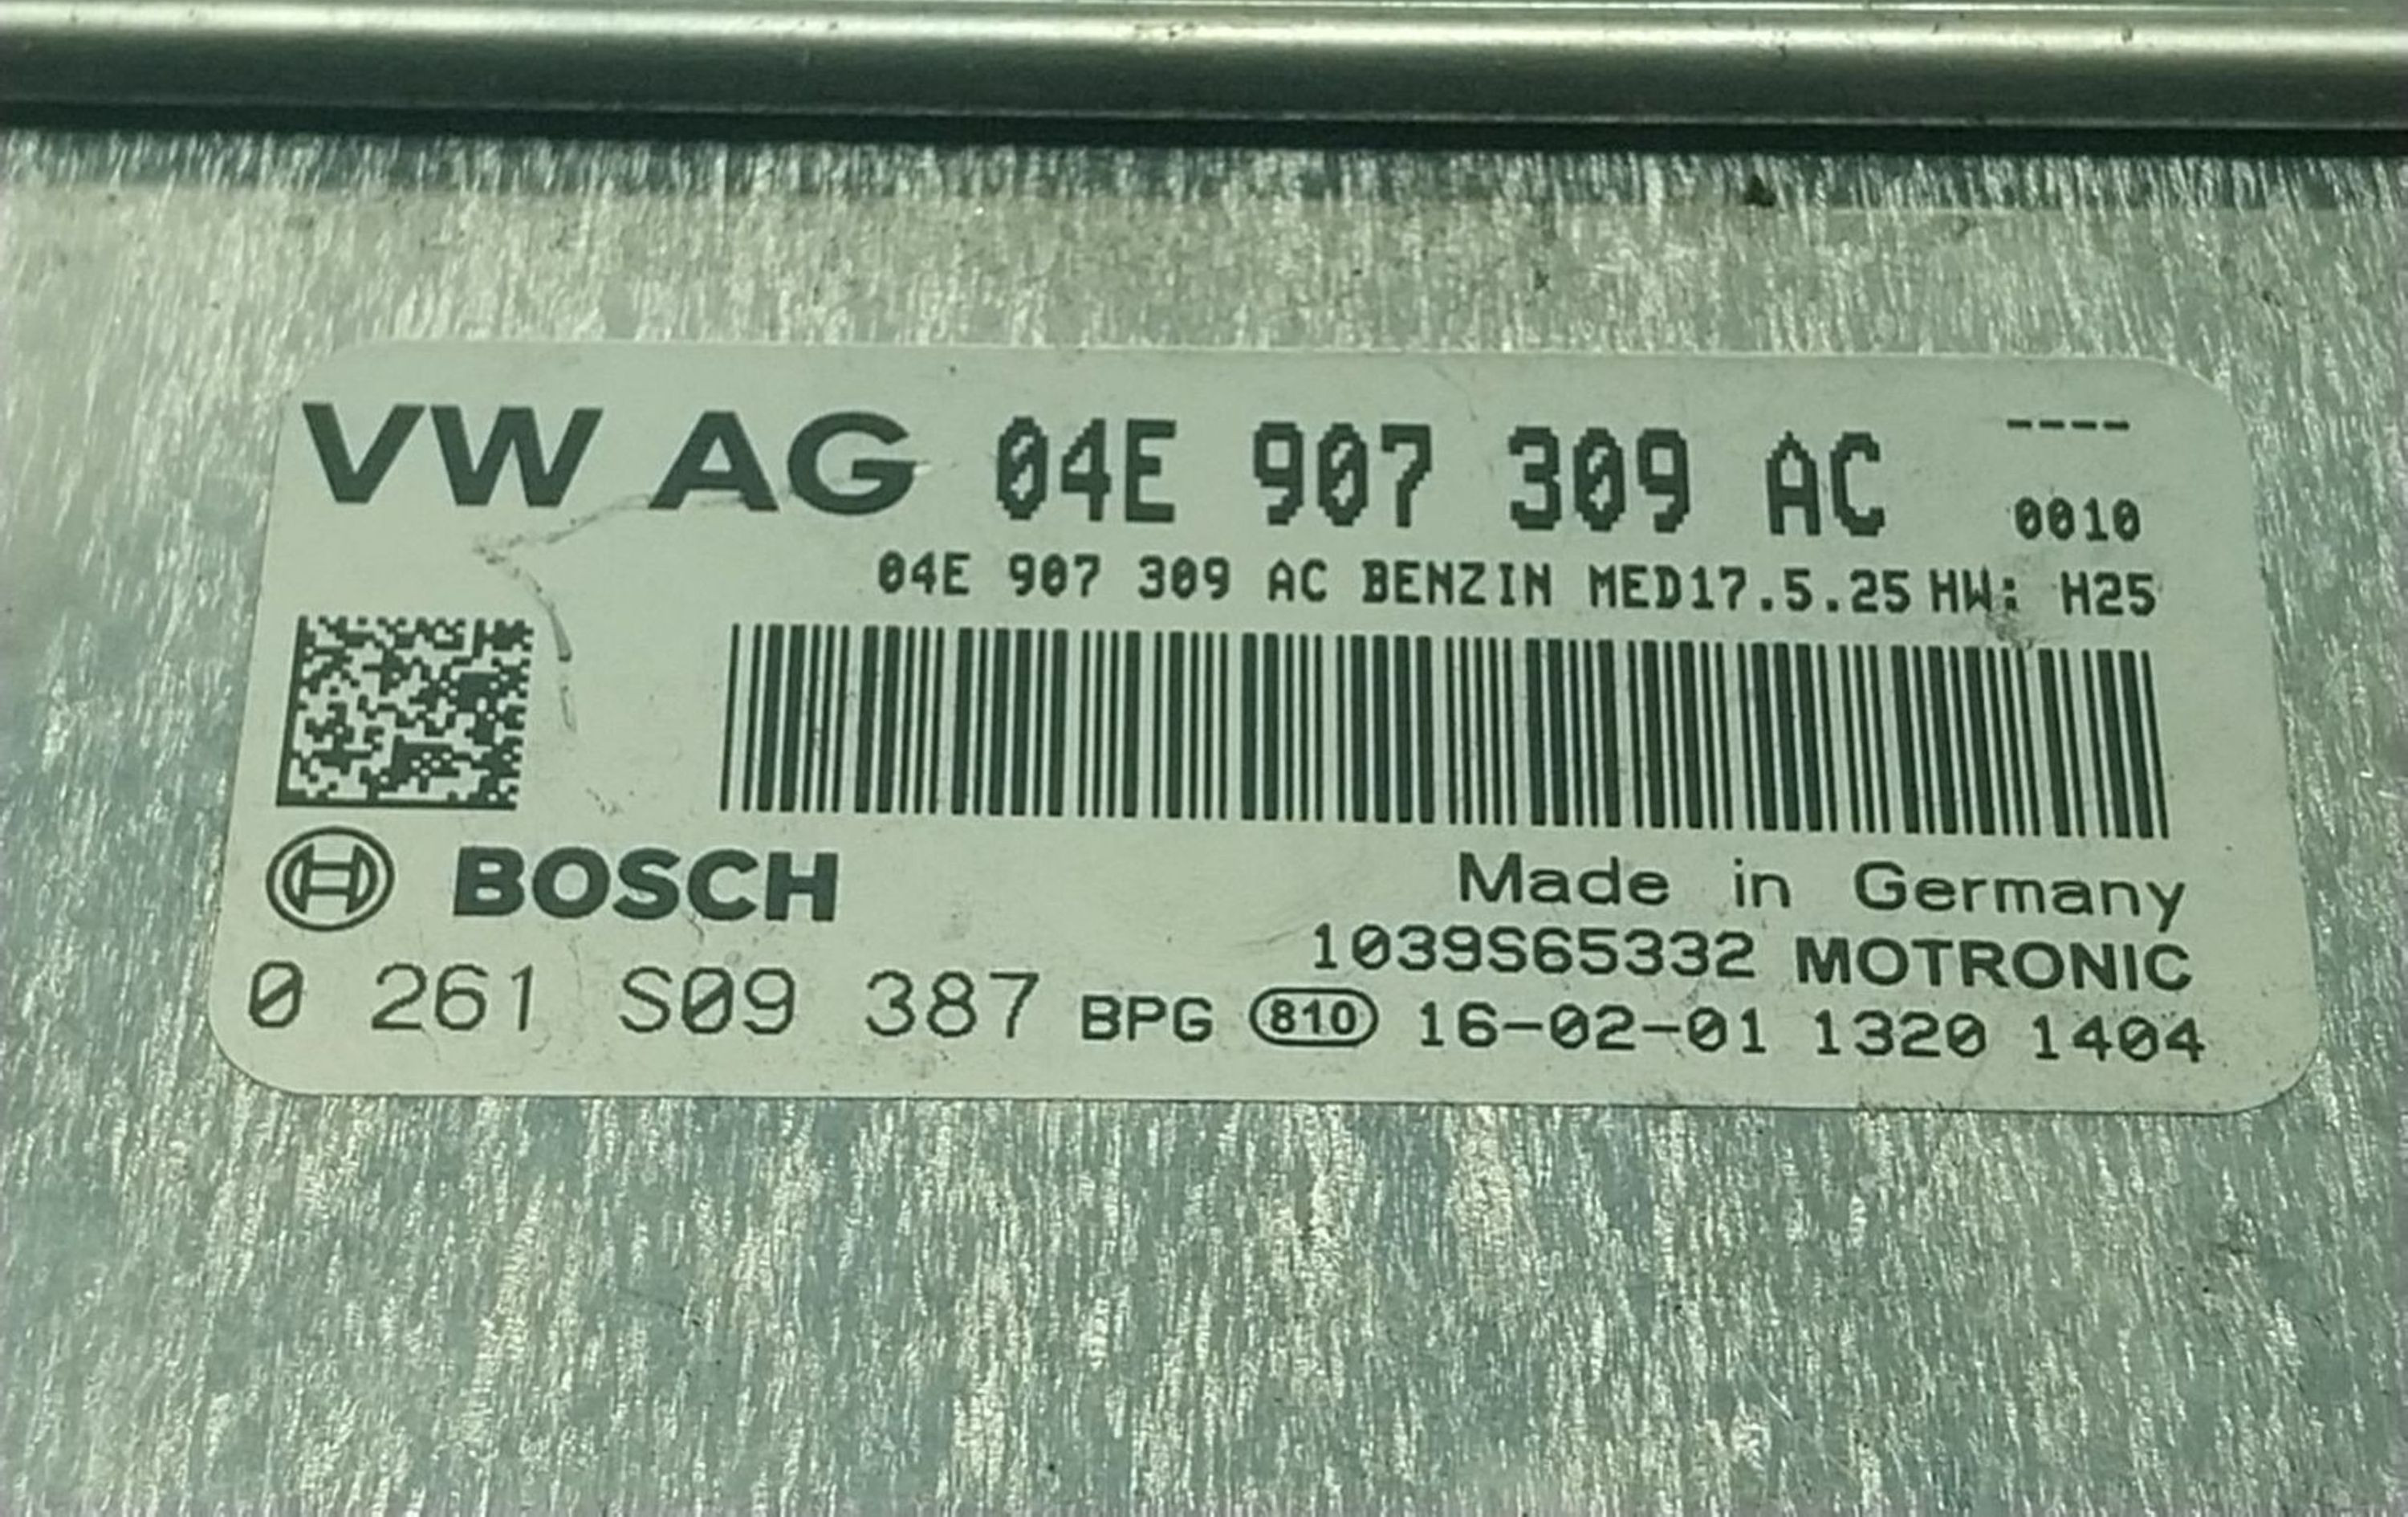 VW AG 04E 907 309 AC ----
0010
04E 907 309 AC BENZIN MED17.5.25 HW: H25
BOSCH
Made in Germany
1039S65332 MOTRONIC
0 261 S09 387 BPG 810 16-02-01 1320 1404